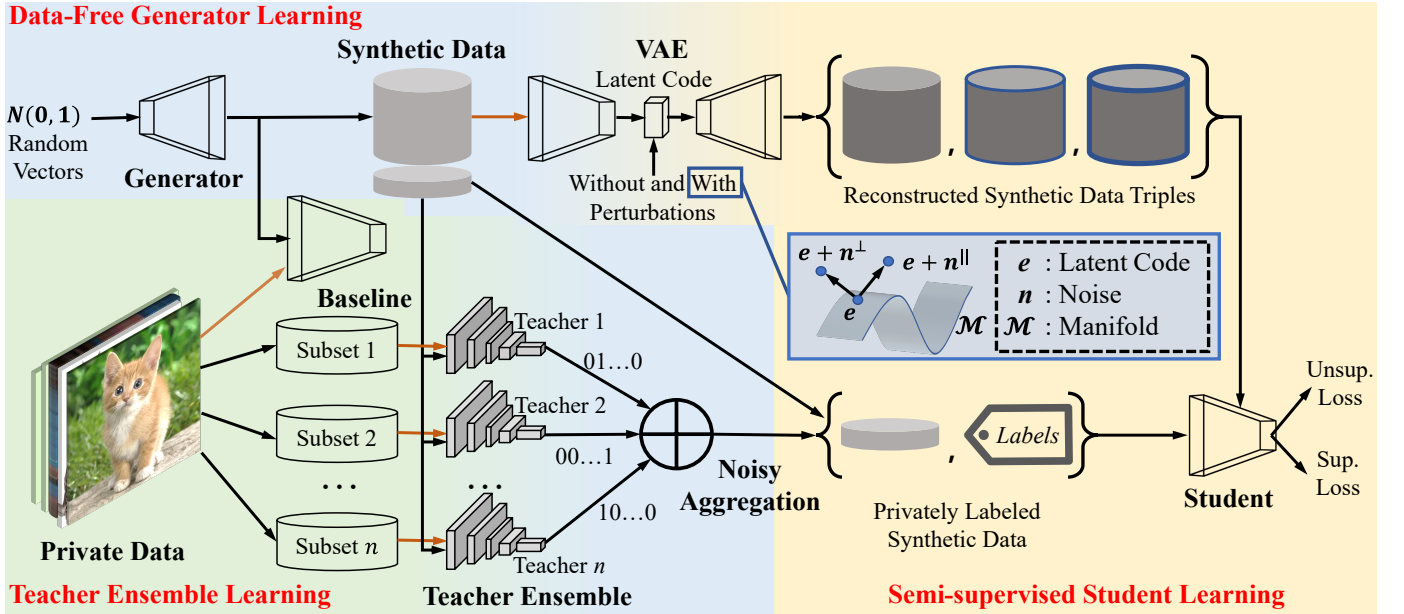 Data-Free Generator Learning
Synthetic Data
VAE
Latent Code
N(0, 1)
Random
Vectors
Generator
Without and With
Perturbations
Reconstructed Synthetic Data Triples
, ,
Baseline
e + n⊥
e + n||
e
ℳ
e : Latent Code
n : Noise
ℳ : Manifold
Private Data
Subset 1
Subset 2
...
Subset n
Teacher 1
Teacher 2
...
Teacher n
01...0
00...1
10...0
Teacher Ensemble
Noisy
Aggregation
,
Labels
Privately Labeled
Synthetic Data
Student
Unsup.
Loss
Sup.
Loss
Teacher Ensemble Learning
Semi-supervised Student Learning